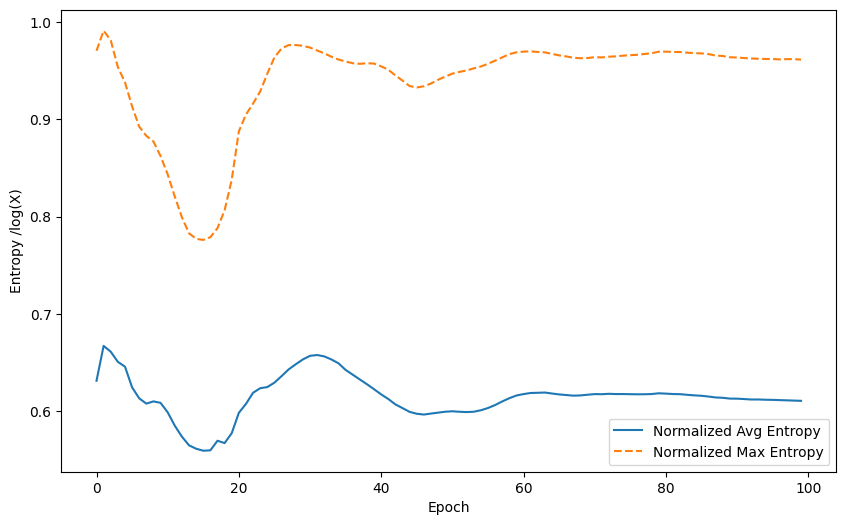 1.0
0.9
0.8
0.7
0.6
Entropy /log(X)
0 20 40 60 80 100
Epoch
Normalized Avg Entropy
Normalized Max Entropy